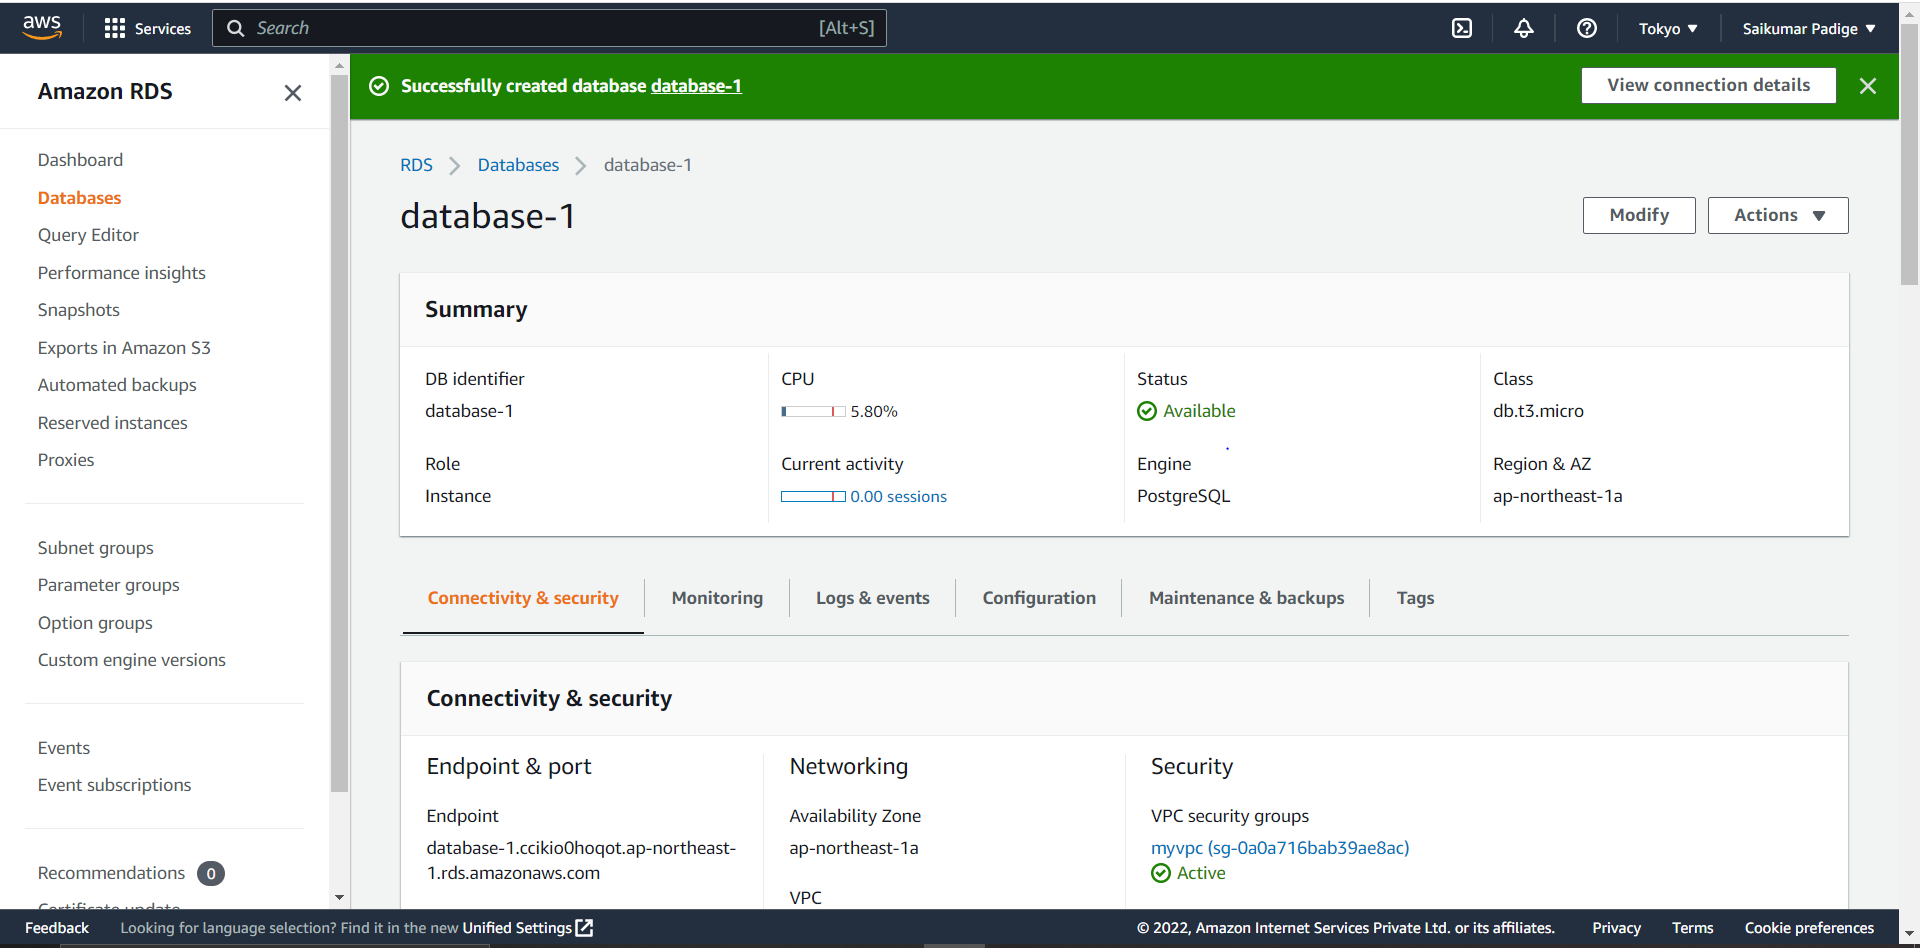 aws
Services
Search
[Alt+S]
Tokyo
Saikumar Padige
Amazon RDS
Dashboard
Databases
Query Editor
Performance insights
Snapshots
Exports in Amazon S3
Automated backups
Reserved instances
Proxies
Subnet groups
Parameter groups
Option groups
Custom engine versions
Events
Event subscriptions
Recommendations 0
Certificate update
Successfully created database database-1
View connection details
RDS
Databases
database-1
database-1
Modify
Actions
Summary
DB identifier
database-1
CPU
5.80%
Status
Available
Class
db.t3.micro
Role
Instance
Current activity
0.00 sessions
Engine
PostgreSQL
Region & AZ
ap-northeast-1a
Connectivity & security
Monitoring
Logs & events
Configuration
Maintenance & backups
Tags
Connectivity & security
Endpoint & port
Endpoint
database-1.ccikio0hoqot.ap-northeast-
1.rds.amazonaws.com
Networking
Availability Zone
ap-northeast-1a
VPC
Security
VPC security groups
myvpc (sg-0a0a716bab39ae8ac)
Active
Feedback
Looking for language selection? Find it in the new Unified Settings
© 2022, Amazon Internet Services Private Ltd. or its affiliates.
Privacy
Terms
Cookie preferences